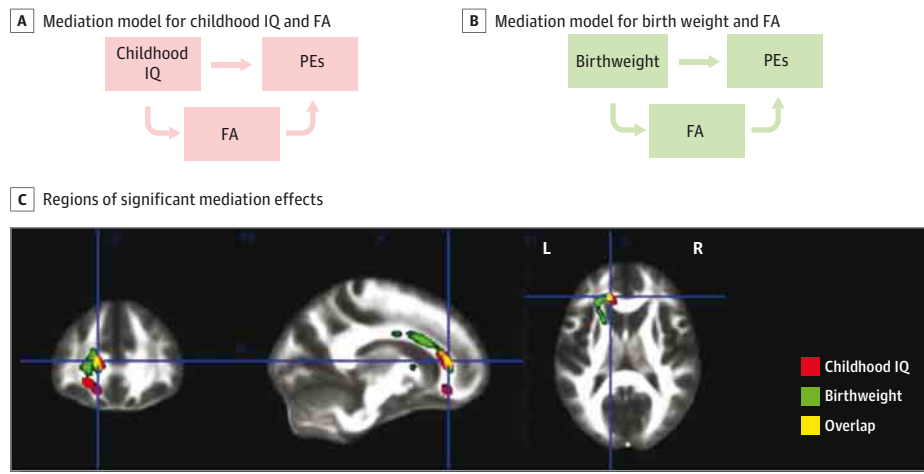 A Mediation model for childhood IQ and FA
Childhood
IQ
PEs
FA
B Mediation model for birth weight and FA
Birthweight
PEs
FA
C Regions of significant mediation effects
L
R
Childhood IQ
Birthweight
Overlap